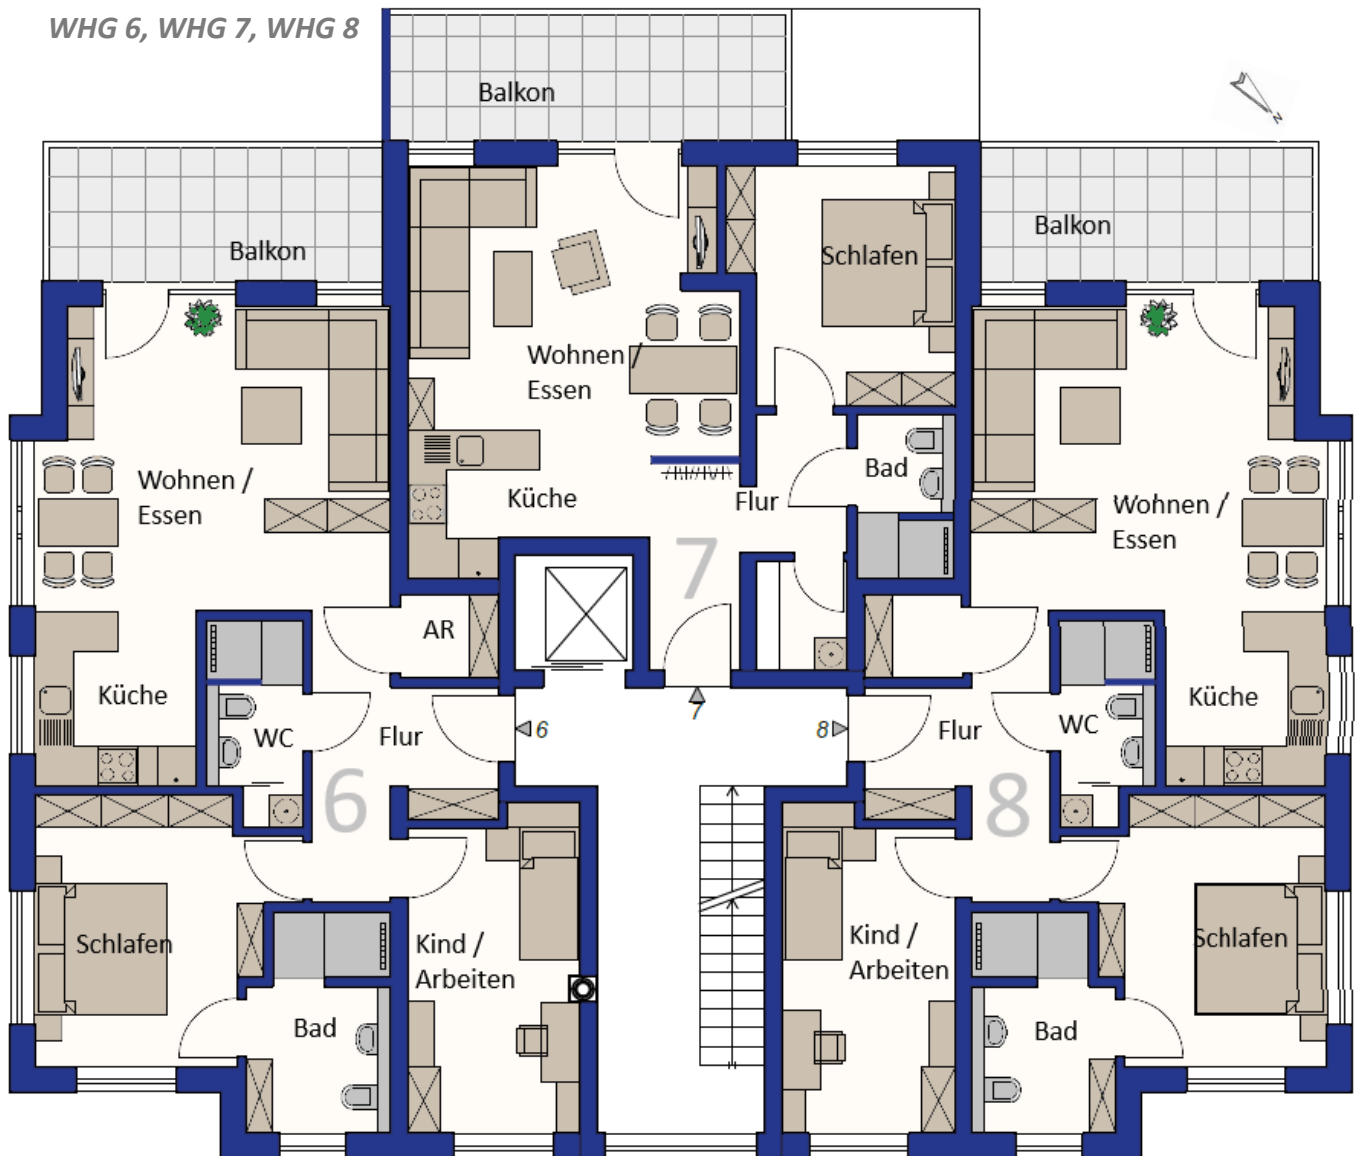 WHG 6, WHG 7, WHG 8
Balkon
N
Balkon
Balkon
Schlafen
Wohnen /
Essen
Wohnen /
Essen
Küche
Flur
Bad
Wohnen /
Essen
7
AR
Küche
WC
Flur
6
7
8
Flur
WC
Küche
6
8
Schlafen
Kind /
Arbeiten
Kind /
Arbeiten
Schlafen
Bad
Bad